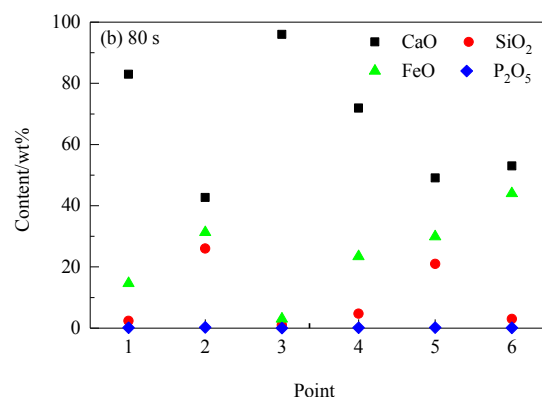 (b) 80 s
CaO
SiO₂
FeO
P₂O₅
Content/wt%
100
80
60
40
20
0
1 2 3 4 5 6
Point